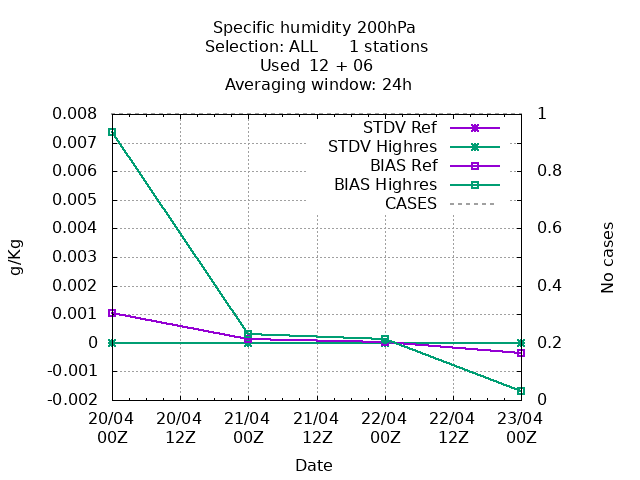 Specific humidity 200hPa
Selection: ALL      1 stations
Used  12 + 06
Averaging window: 24h
0.008
0.007
0.006
0.005
0.004
0.003
0.002
0.001
0
-0.001
-0.002
g/Kg
1
0.8
0.6
0.4
0.2
0
No cases
STDV Ref
STDV Highres
BIAS Ref
BIAS Highres
CASES
20/04 20/04 21/04 21/04 22/04 22/04 23/04
00Z 12Z 00Z 12Z 00Z 12Z 00Z
Date